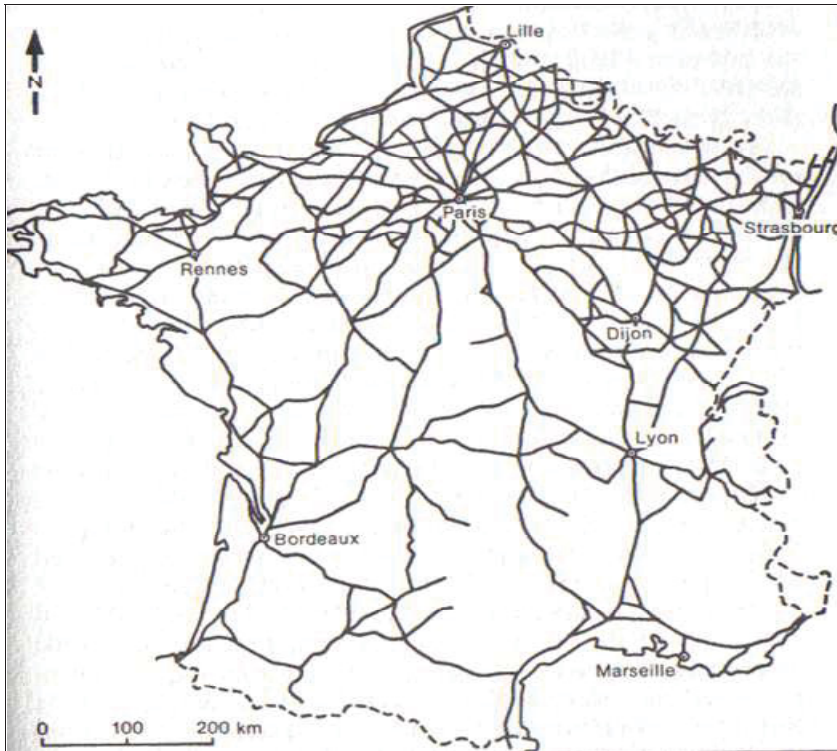 N
Lille
Paris
Strasbourg
Rennes
Dijon
Lyon
Bordeaux
Marseille
0 100 200 km